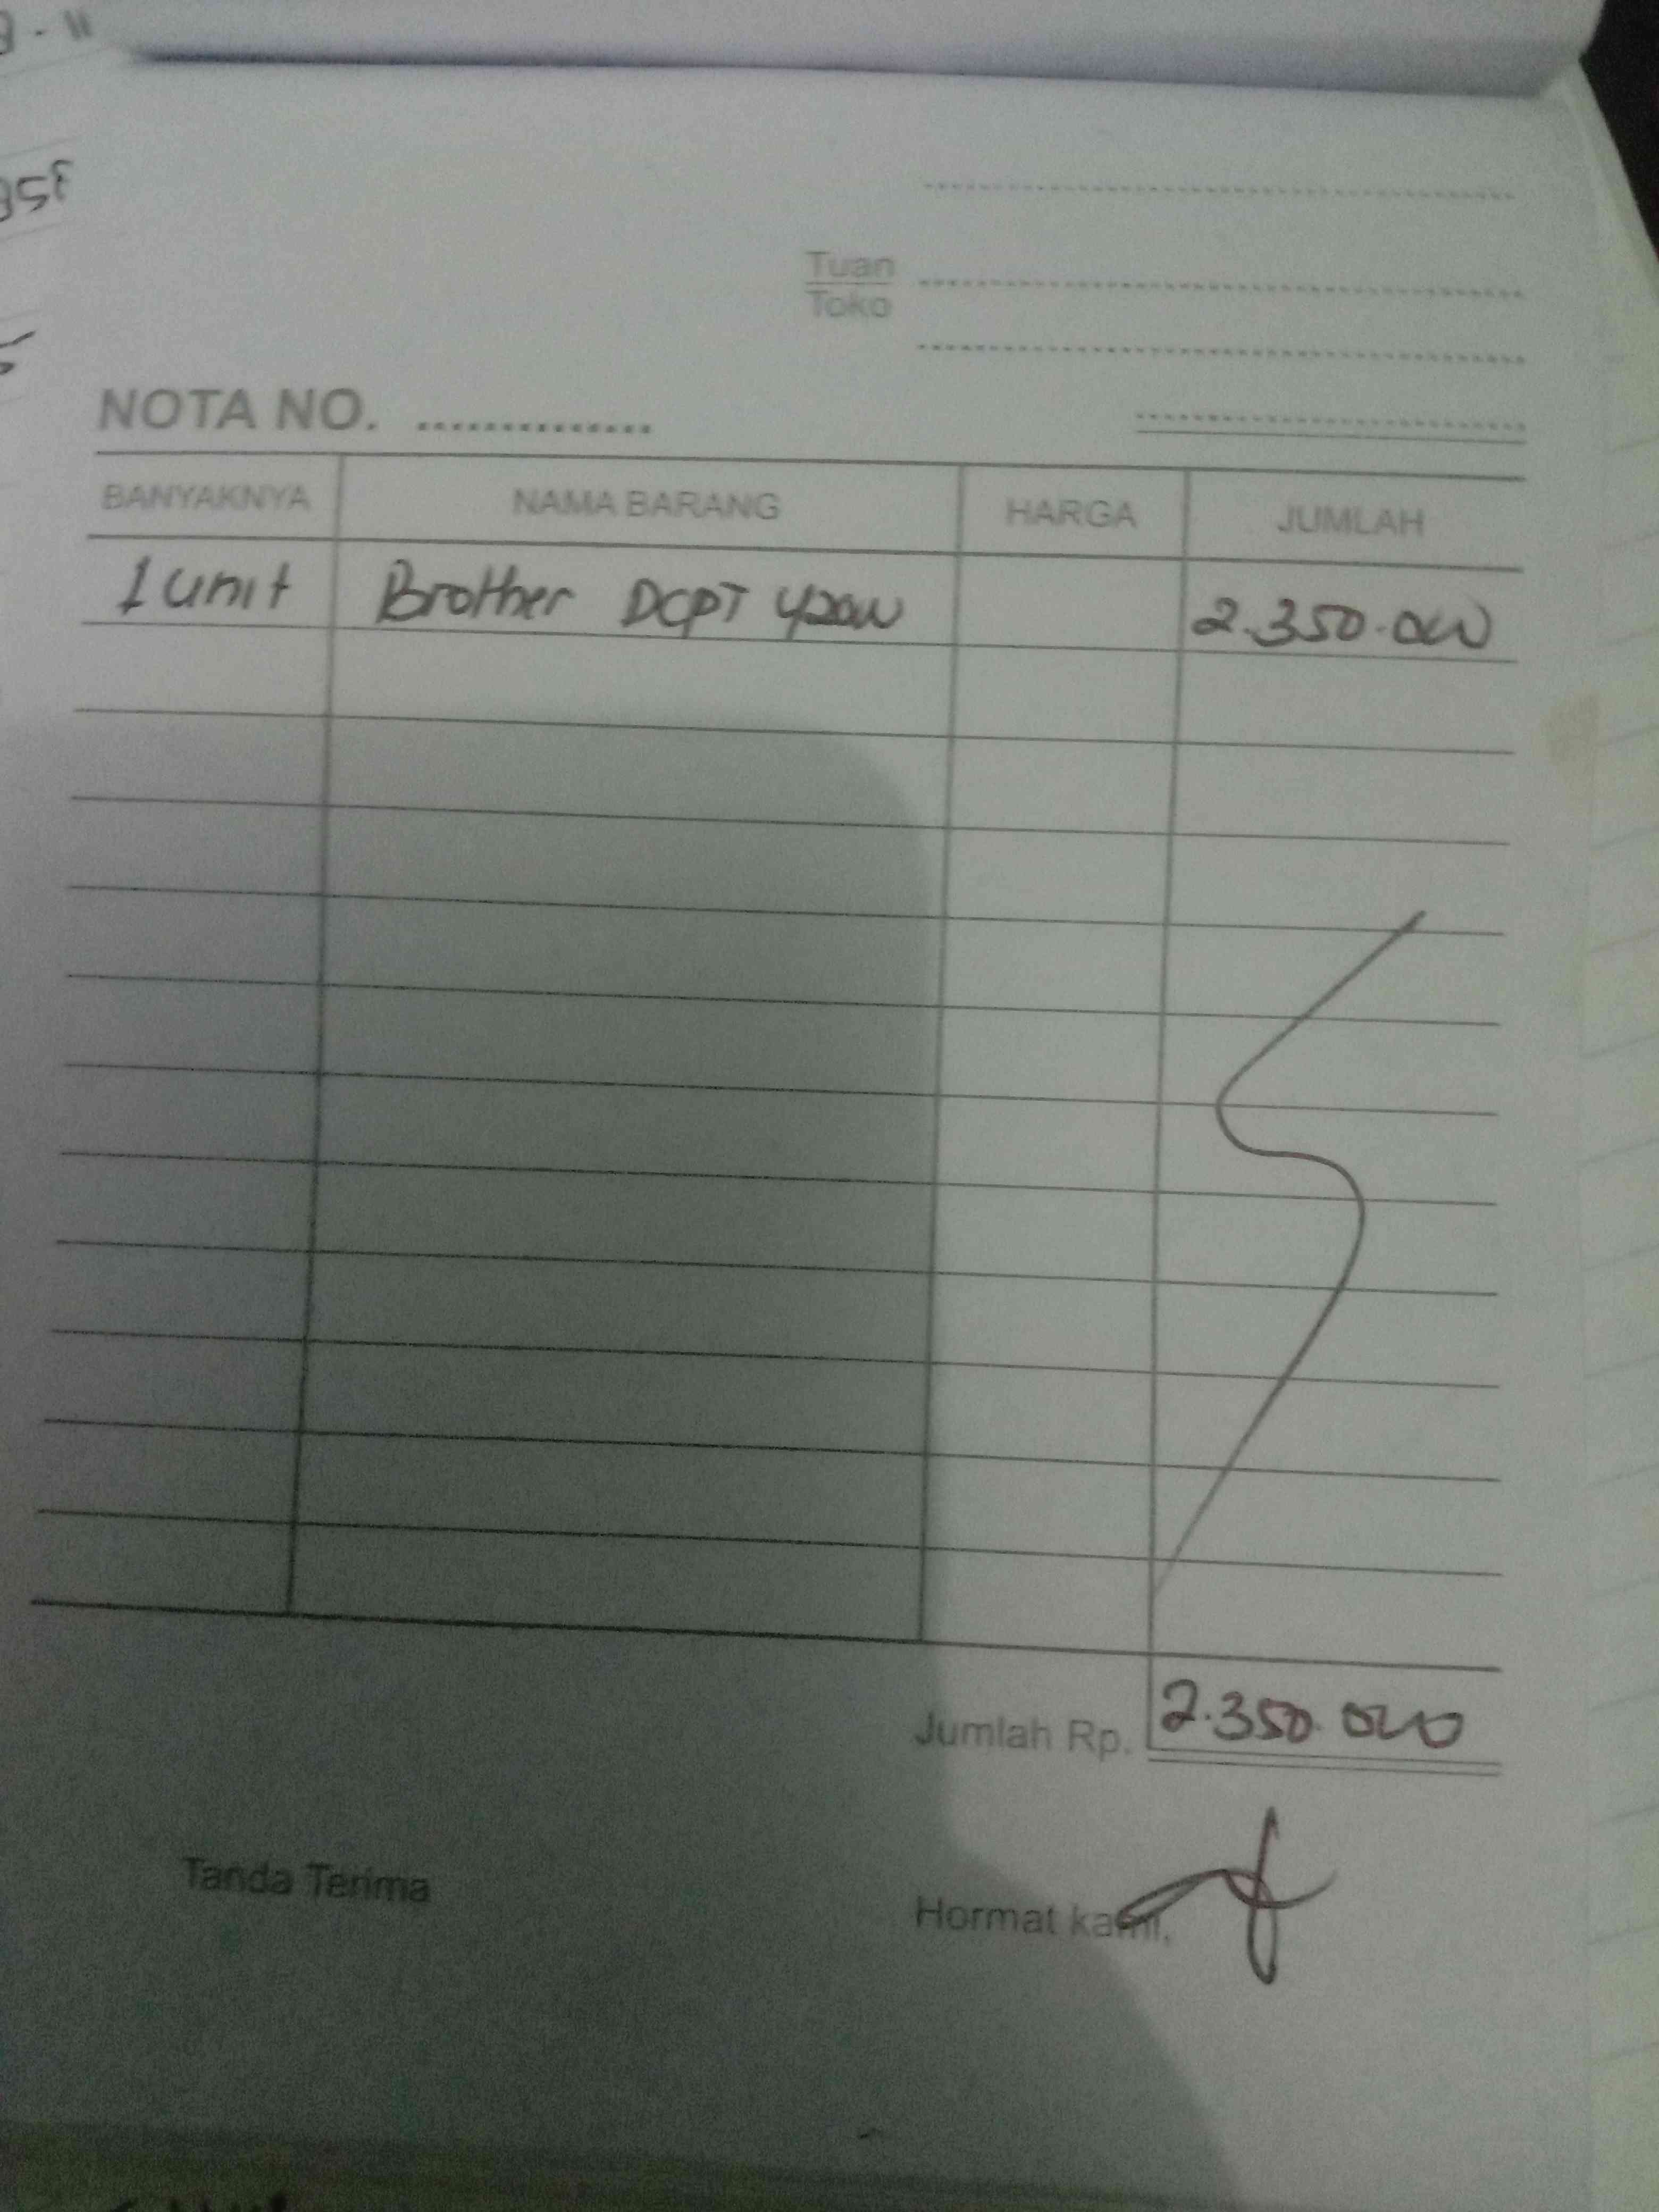 Tuan
Toko
NOTA NO. ..............
BANYAKNYA NAMA BARANG HARGA JUMLAH
1 unit Brother DCPT 420W 2.350.000
Jumlah Rp. 2.350.000
Tanda Terima Hormat kami,